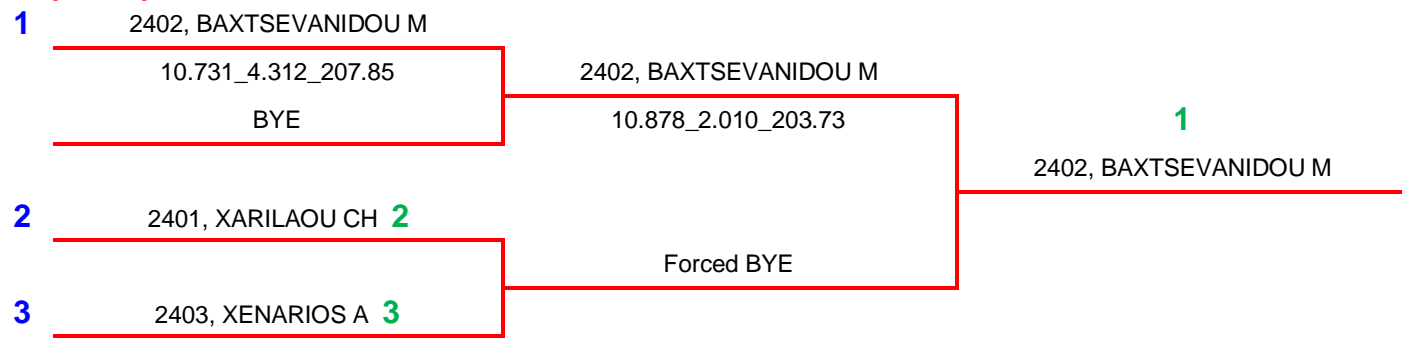 1 2402, BAXTSEVANIDOU M
10.731_4.312_207.85
BYE
2402, BAXTSEVANIDOU M
10.878_2.010_203.73
1
2402, BAXTSEVANIDOU M
2 2401, XARILAOU CH 2
Forced BYE
3 2403, XENARIOS A 3